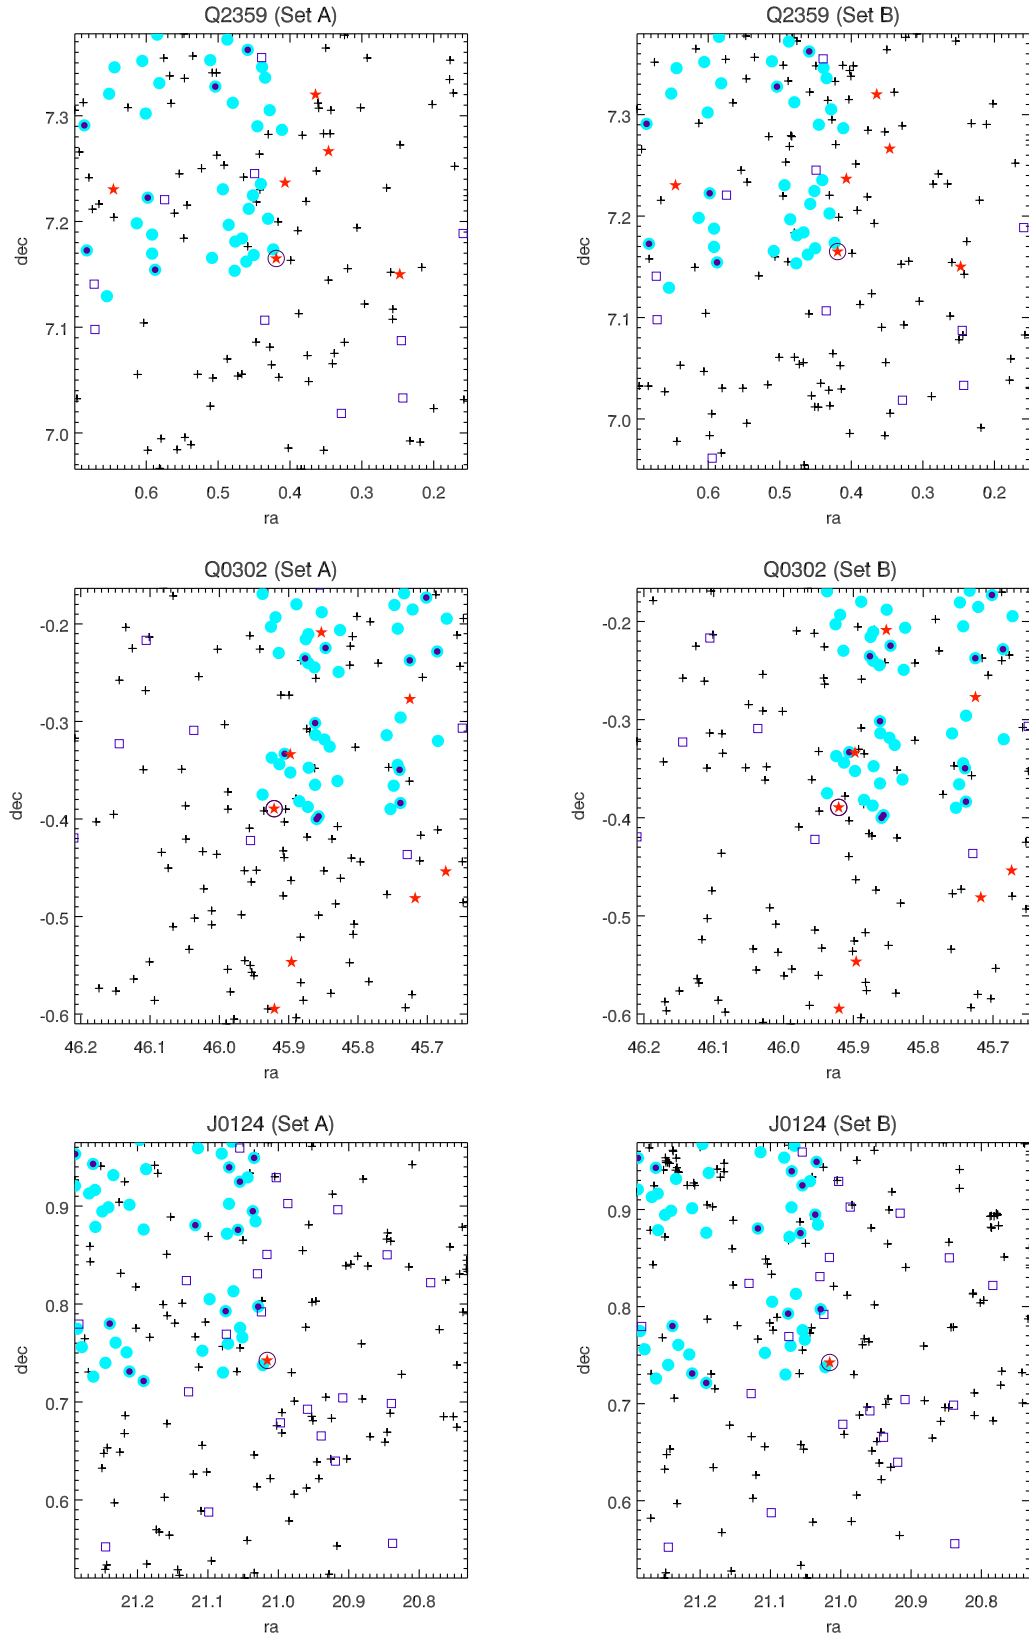 Q2359 (Set A)
Q2359 (Set B)
7.3
7.2
7.1
7.0
dec
0.6 0.5 0.4 0.3 0.2
ra
7.3
7.2
7.1
7.0
dec
0.6 0.5 0.4 0.3 0.2
ra
Q0302 (Set A)
Q0302 (Set B)
-0.2
-0.3
-0.4
-0.5
-0.6
dec
46.2 46.1 46.0 45.9 45.8 45.7
ra
-0.2
-0.3
-0.4
-0.5
-0.6
dec
46.2 46.1 46.0 45.9 45.8 45.7
ra
J0124 (Set A)
J0124 (Set B)
0.9
0.8
0.7
0.6
dec
21.2 21.1 21.0 20.9 20.8
ra
0.9
0.8
0.7
0.6
dec
21.2 21.1 21.0 20.9 20.8
ra